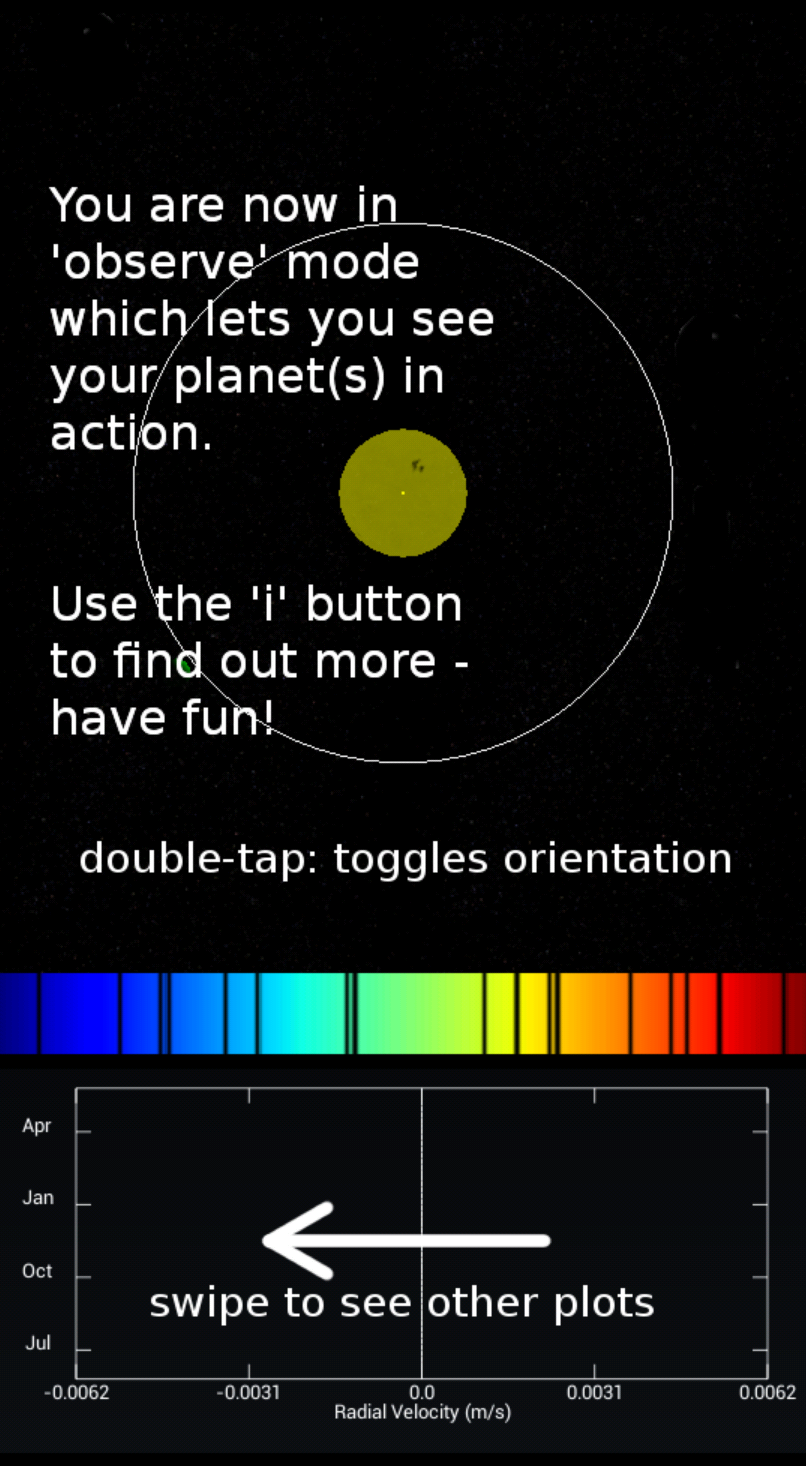 You are now in
'observe' mode
which lets you see
your planet(s) in
action.
Use the 'i' button
to find out more -
have fun!
double-tap: toggles orientation
Apr
Jan
Oct
swipe to see other plots
Jul
-0.0062 -0.0031 0.0 0.0031 0.0062
Radial Velocity (m/s)